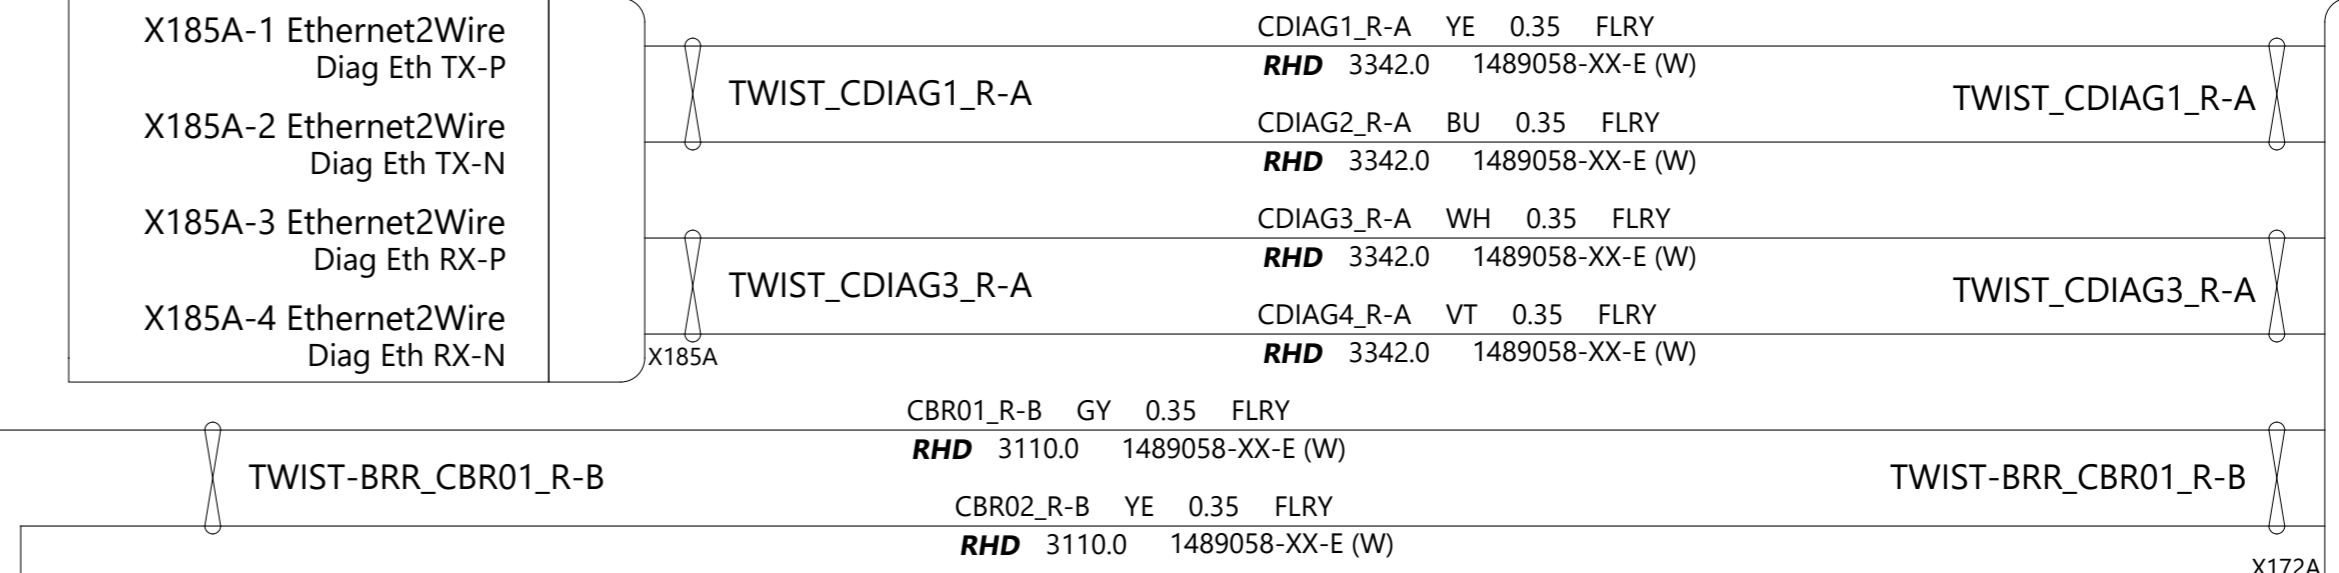 X185A-1 Ethernet2Wire
Diag Eth TX-P
CDIAG1_R-A YE 0.35 FLRY
RHD 3342.0 1489058-XX-E (W)
TWIST_CDIAG1_R-A
TWIST_CDIAG1_R-A
X185A-2 Ethernet2Wire
Diag Eth TX-N
CDIAG2_R-A BU 0.35 FLRY
RHD 3342.0 1489058-XX-E (W)
X185A-3 Ethernet2Wire
Diag Eth RX-P
CDIAG3_R-A WH 0.35 FLRY
RHD 3342.0 1489058-XX-E (W)
TWIST_CDIAG3_R-A
TWIST_CDIAG3_R-A
X185A-4 Ethernet2Wire
Diag Eth RX-N
CDIAG4_R-A VT 0.35 FLRY
RHD 3342.0 1489058-XX-E (W)
X185A
CBR01_R-B GY 0.35 FLRY
RHD 3110.0 1489058-XX-E (W)
TWIST-BRR_CBR01_R-B
TWIST-BRR_CBR01_R-B
CBR02_R-B YE 0.35 FLRY
RHD 3110.0 1489058-XX-E (W)
X172A